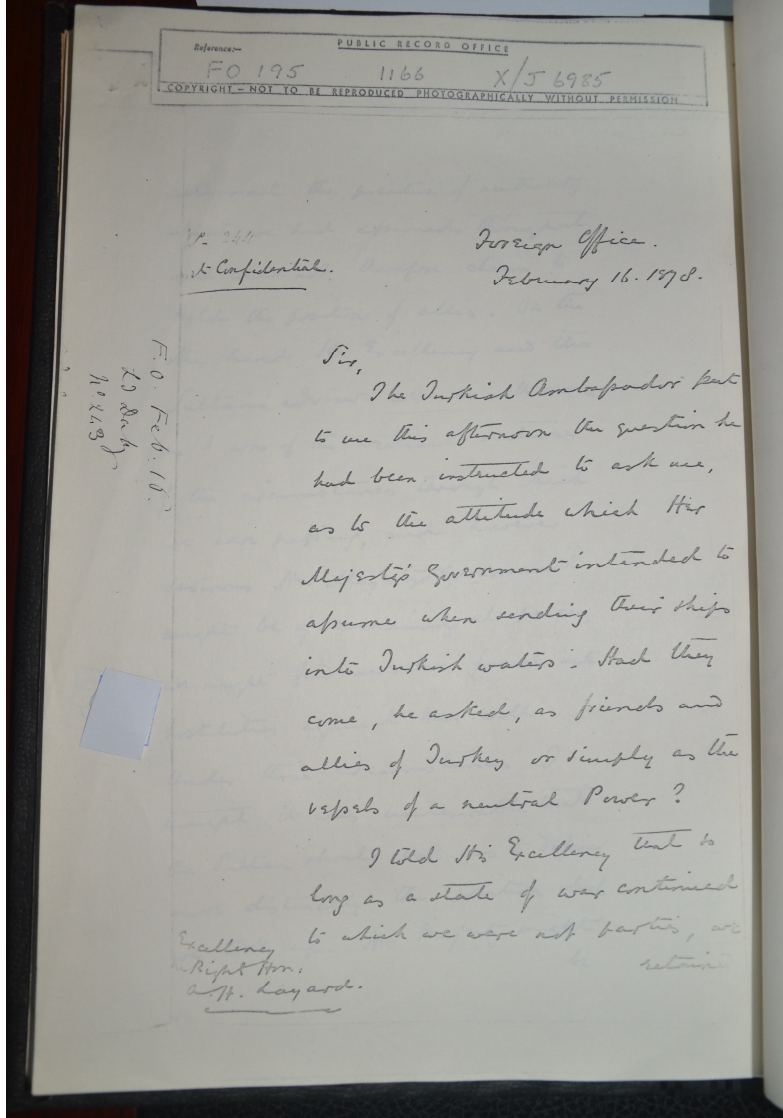 PUBLIC RECORD OFFICE
Reference:-
FO 195 1166 X/J 6985
COPYRIGHT - NOT TO BE REPRODUCED PHOTOGRAPHICALLY WITHOUT PERMISSION
Foreign Office.
February 16. 1878.
244
Confidential.
F.O. Feb. 16.
No. 243
Sir,
The Turkish Ambassador put
to me this afternoon the question he
had been instructed to ask me,
as to the attitude which Her
Majesty's Government intended to
assume when sending their ships
into Turkish waters. Had they
come, he asked, as friends and
allies of Turkey or simply as the
vessels of a neutral Power?
I told His Excellency that so
long as a state of war continued
to which we were not parties, we
retain
Excellency
Right Hon:
A. H. Layard.